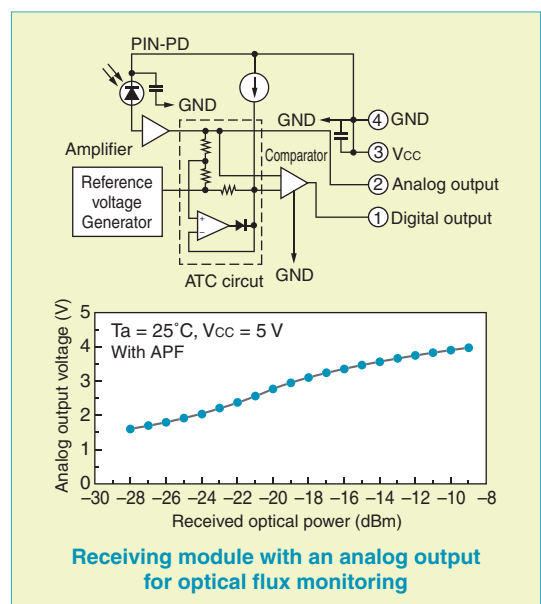 PIN-PD
GND
Amplifier
GND
④ GND
③ VCC
Comparator
② Analog output
Reference
voltage
Generator
+
−
① Digital output
GND
ATC circut
Analog output voltage (V)
5
4
3
2
1
0
Ta = 25˚C, VCC = 5 V
With APF
−30 −28 −26 −24 −22 −20 −18 −16 −14 −12 −10 −8
Received optical power (dBm)
Receiving module with an analog output
for optical flux monitoring